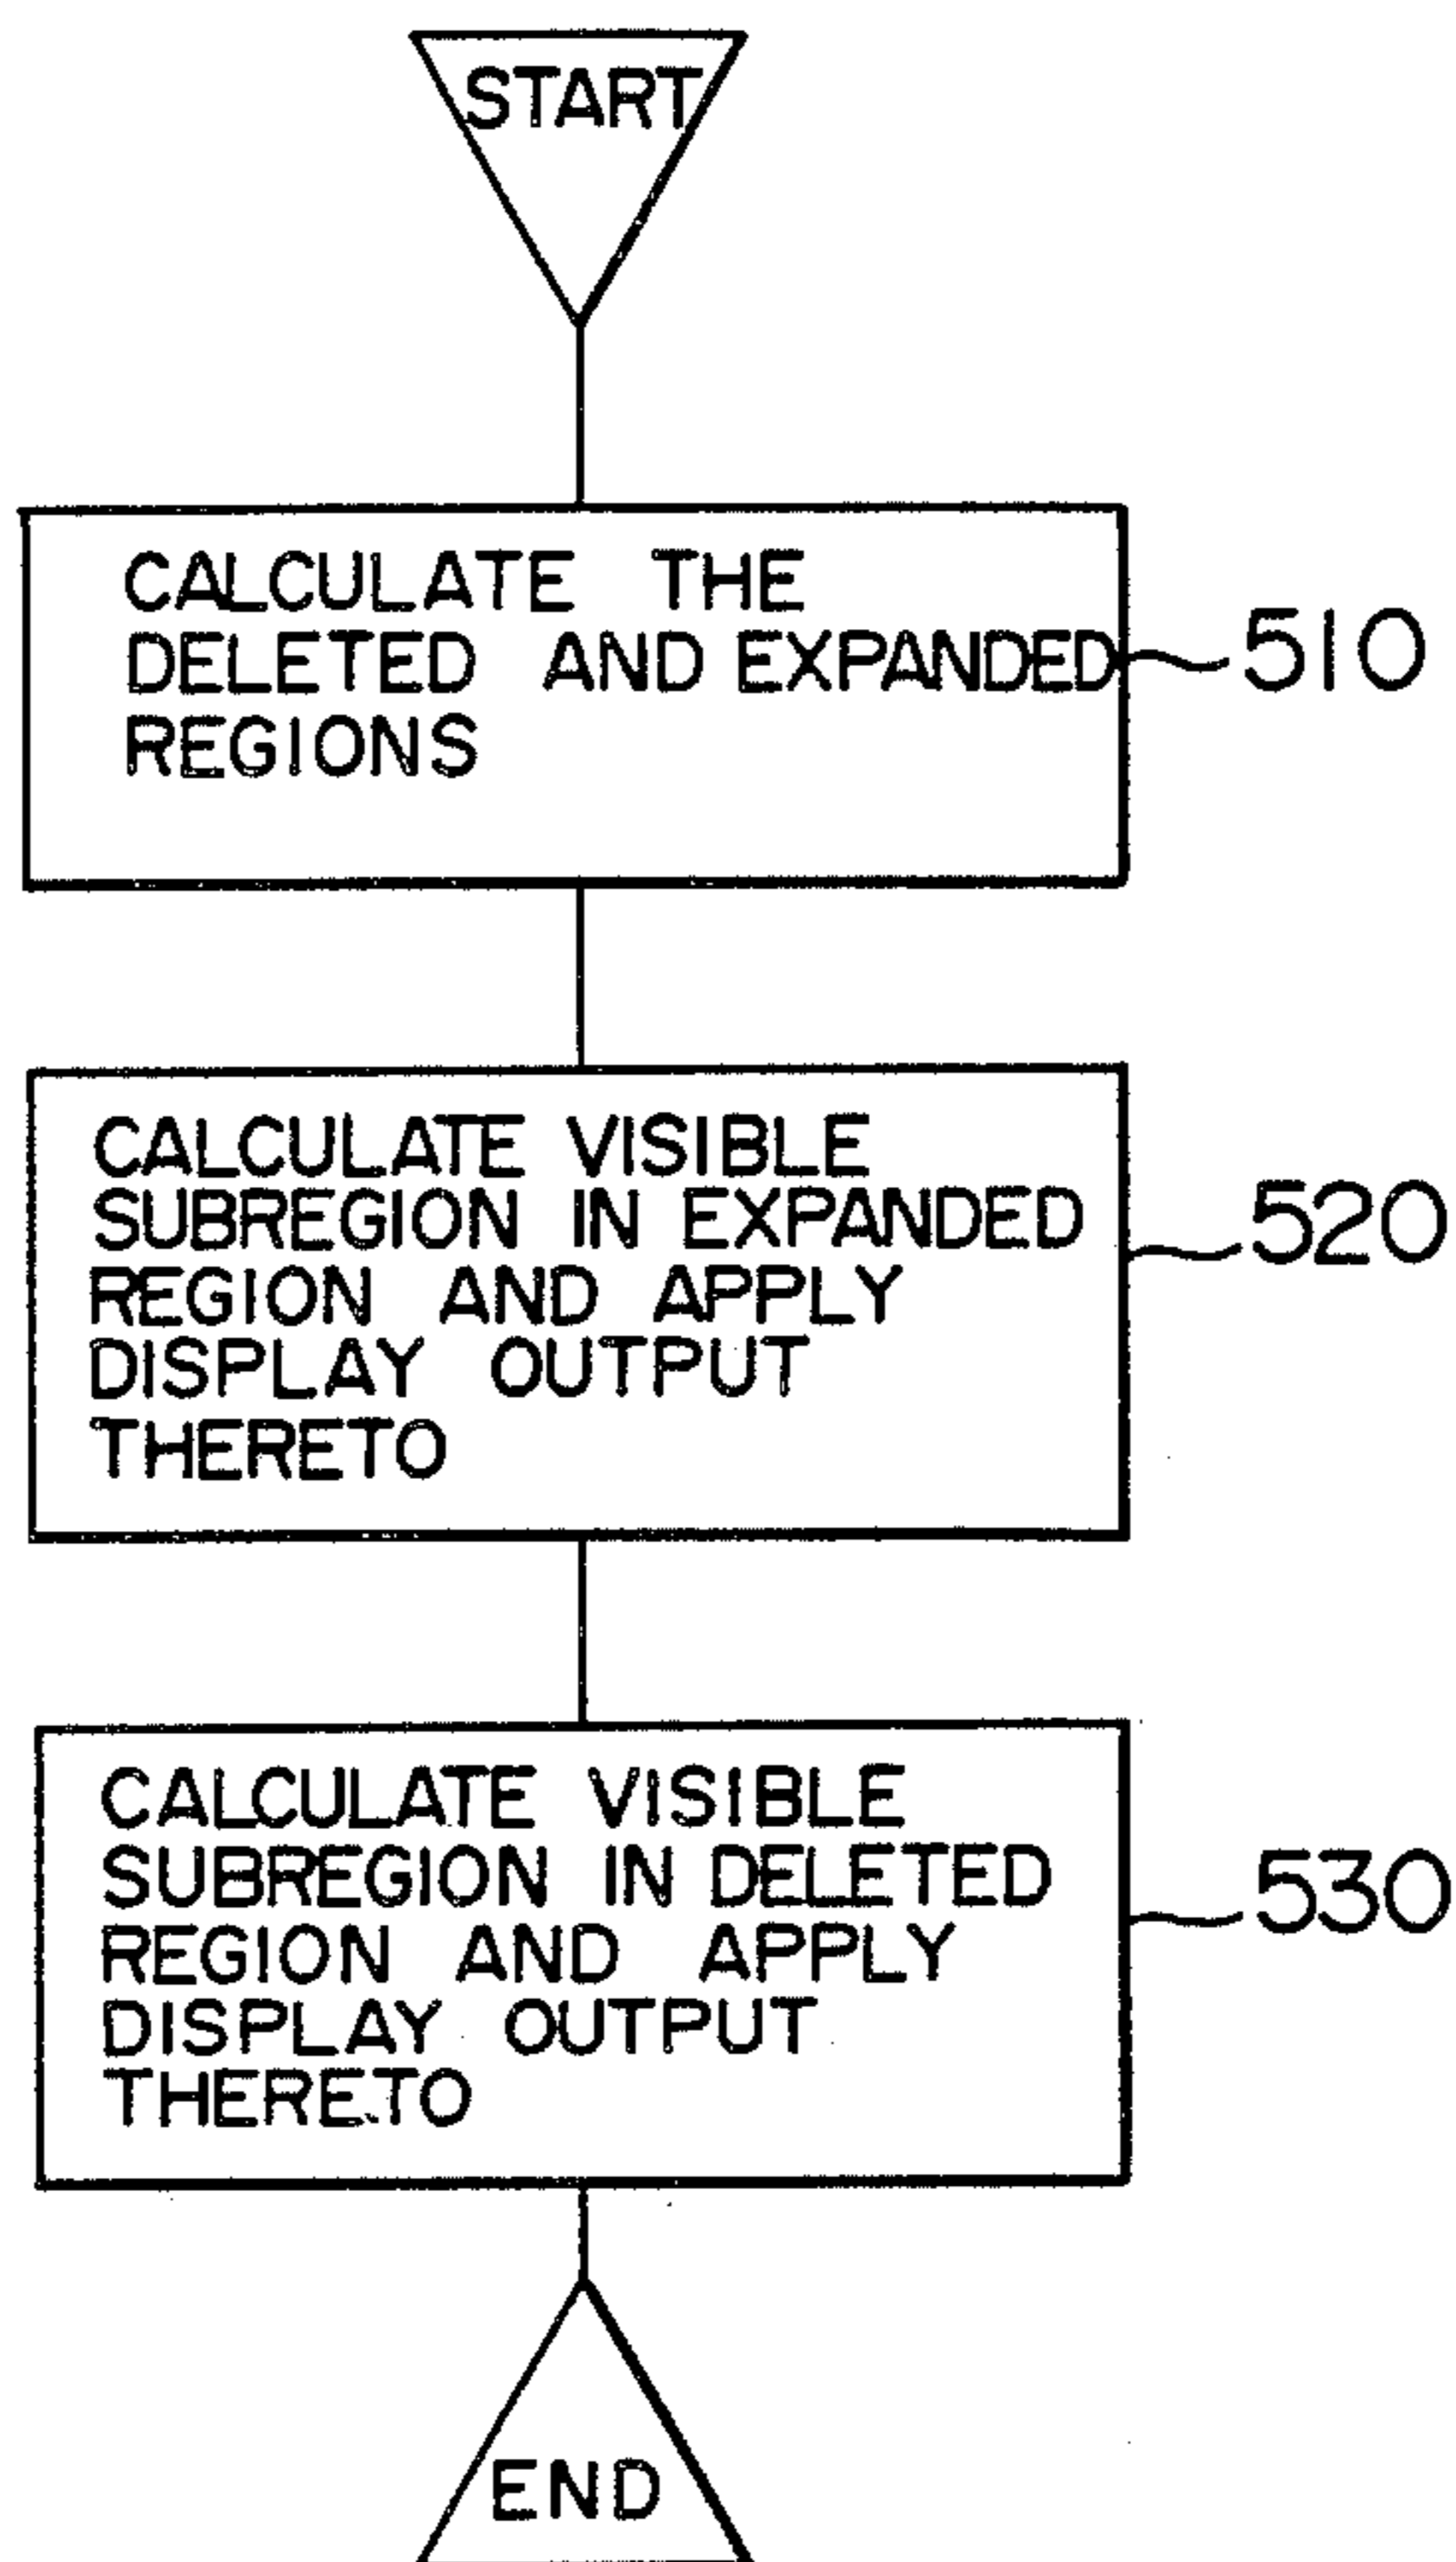 START
CALCULATE THE
DELETED AND EXPANDED
REGIONS
510
CALCULATE VISIBLE
SUBREGION IN EXPANDED
REGION AND APPLY
DISPLAY OUTPUT
THERETO
520
CALCULATE VISIBLE
SUBREGION IN DELETED
REGION AND APPLY
DISPLAY OUTPUT
THERETO
530
END